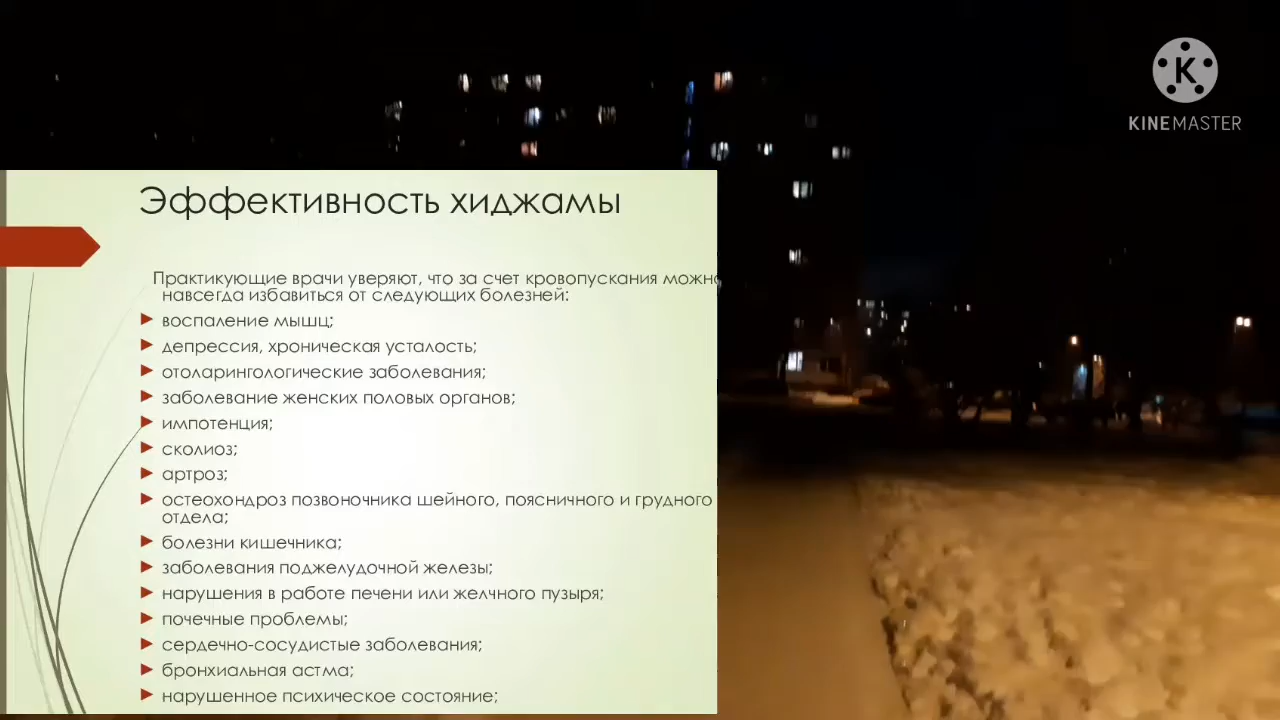 K
KINEMASTER
Эффективность хиджамы
Практикующие врачи уверяют, что за счет кровопускания можно
навсегда избавиться от следующих болезней:
воспаление мышц;
депрессия, хроническая усталость;
отоларингологические заболевания;
заболевание женских половых органов;
импотенция;
сколиоз;
артроз;
остеохондроз позвоночника шейного, поясничного и грудного
отдела;
болезни кишечника;
заболевания поджелудочной железы;
нарушения в работе печени или желчного пузыря;
почечные проблемы;
сердечно-сосудистые заболевания;
бронхиальная астма;
нарушенное психическое состояние;